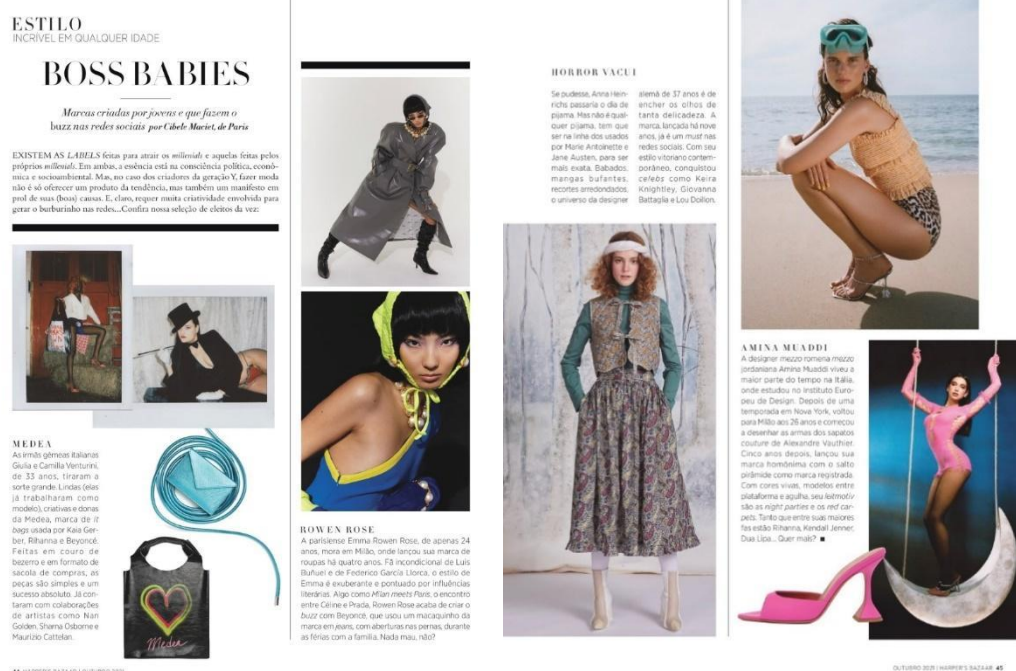 ESTILO
INCRÍVEL EM QUALQUER IDADE
BOSS BABIES
Marcas criadas por jovens e que fazem o
buzz nas redes sociais por Cibele Maciet, de Paris
EXISTEM AS LABELS feitas para atrair os millenials e aquelas feitas pelos
próprios millenials. Em ambas, a essência está na consciência política, econô-
mica e socioambiental. Mas, no caso dos criadores da geração Y, fazer moda
não é só oferecer um produto da tendência, mas também um manifesto em
prol de suas (boas) causas. E, claro, requer muita criatividade envolvida para
gerar o burburinho nas redes...Confira nossa seleção de eleitos da vez:
MEDEA
As irmãs gêmeas italianas
Giulia e Camilla Venturini,
de 33 anos, tiraram a
sorte grande. Lindas (elas
já trabalharam como
modelo), criativas e donas
da Medea, marca de it
bags usada por Kaia Ger-
ber, Rihanna e Beyoncé.
Feitas em couro de
bezerro e em formato de
sacola de compras, as
peças são simples e um
sucesso absoluto. Já con-
taram com colaborações
de artistas como Nan
Golden, Shama Osborne e
Maurizio Cattelan.
Medea
ROWEN ROSE
A parisiense Emma Rowen Rose, de apenas 24
anos, mora em Milão, onde lançou sua marca de
roupas há quatro anos. Fã incondicional de Luis
Buñuel e de Federico García Llorca, o estilo de
Emma é exuberante e pontuado por influências
literárias. Algo como Milan meets Paris, o encontro
entre Céline e Prada, Rowen Rose acaba de criar o
buzz com Beyoncé, que usou um macaquinho da
marca em jeans, com aberturas nas pernas, durante
as férias com a família. Nada mau, não?
HORROR VACUI
Se pudesse, Anna Hein-
richs passaria o dia de
pijama. Mas não é qual-
quer pijama, tem que
ser na linha dos usados
por Marie Antoinette e
Jane Austen, para ser
mais exata. Babados,
mangas bufantes,
recortes arredondados,
o universo da designer
alemã de 37 anos é de
encher os olhos de
tanta delicadeza. A
marca, lançada há nove
anos, já é um must nas
redes sociais. Com seu
estilo vitoriano contem-
porâneo, conquistou
celebs como Keira
Knightley, Giovanna
Battaglia e Lou Doillon.
AMINA MUADDI
A designer mezzo romena mezzo
jordaniana Amina Muaddi viveu a
maior parte do tempo na Itália,
onde estudou no Instituto Euro-
peu de Design. Depois de uma
temporada em Nova York, voltou
para Milão aos 26 anos e começou
a desenhar as armas dos sapatos
couture de Alexandre Vauthier.
Cinco anos depois, lançou sua
marca homônima com o salto
pirâmide como marca registrada.
Com cores vivas, modelos entre
plataforma e agulha, seu leitmotiv
são as night parties e os red car-
pets. Tanto que entre suas maiores
fãs estão Rihanna, Kendall Jenner,
Dua Lipa... Quer mais?
OUTUBRO 2021 | HARPER'S BAZAAR 45